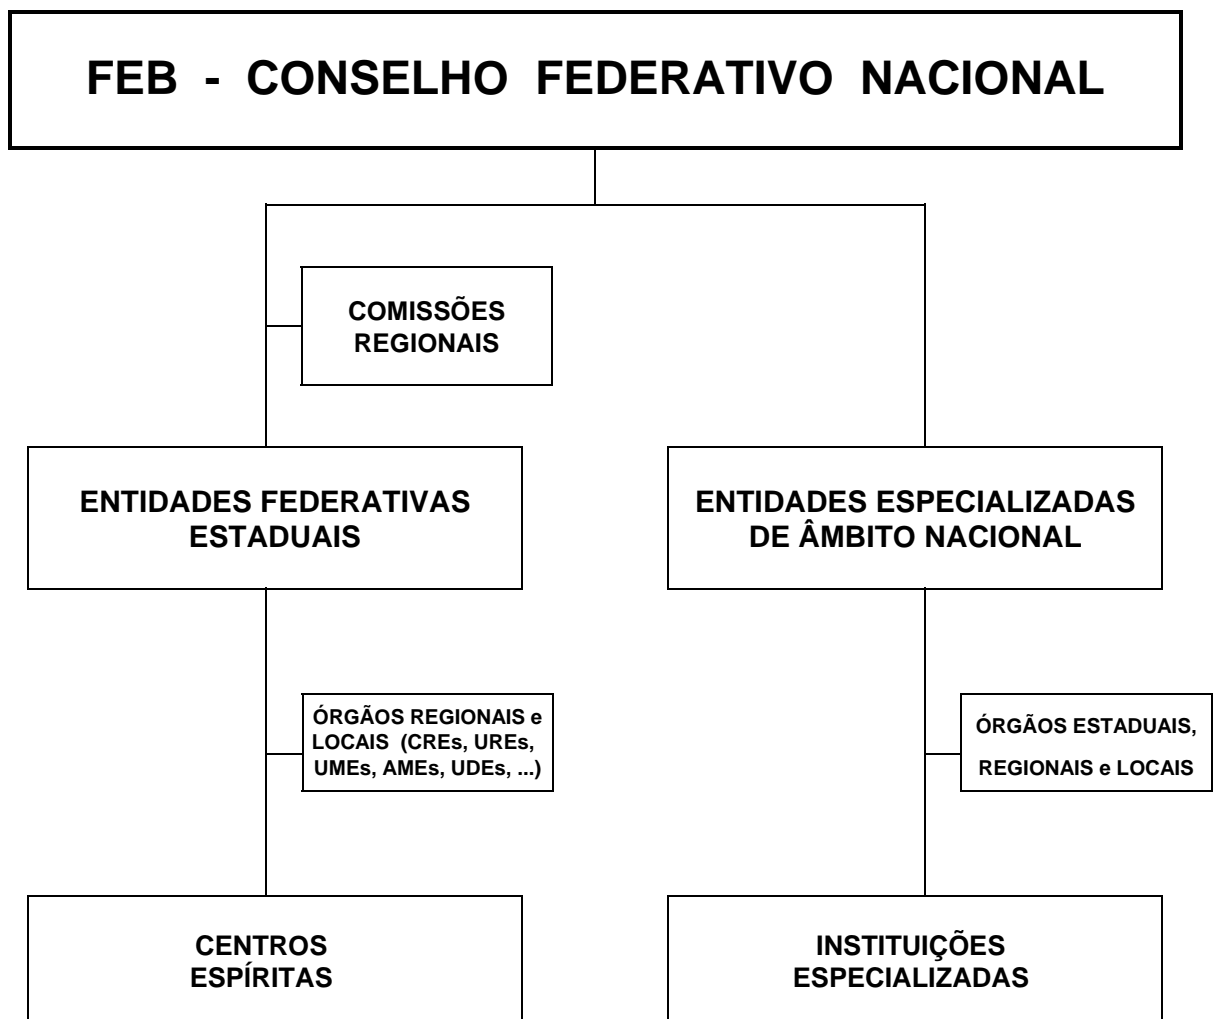 FEB - CONSELHO FEDERATIVO NACIONAL
COMISSÕES
REGIONAIS
ENTIDADES FEDERATIVAS
ESTADUAIS
ENTIDADES ESPECIALIZADAS
DE ÂMBITO NACIONAL
ÓRGÃOS REGIONAIS e
LOCAIS (CREs, UREs,
UMEs, AMEs, UDEs, ...)
ÓRGÃOS ESTADUAIS,
REGIONAIS e LOCAIS
CENTROS
ESPÍRITAS
INSTITUIÇÕES
ESPECIALIZADAS